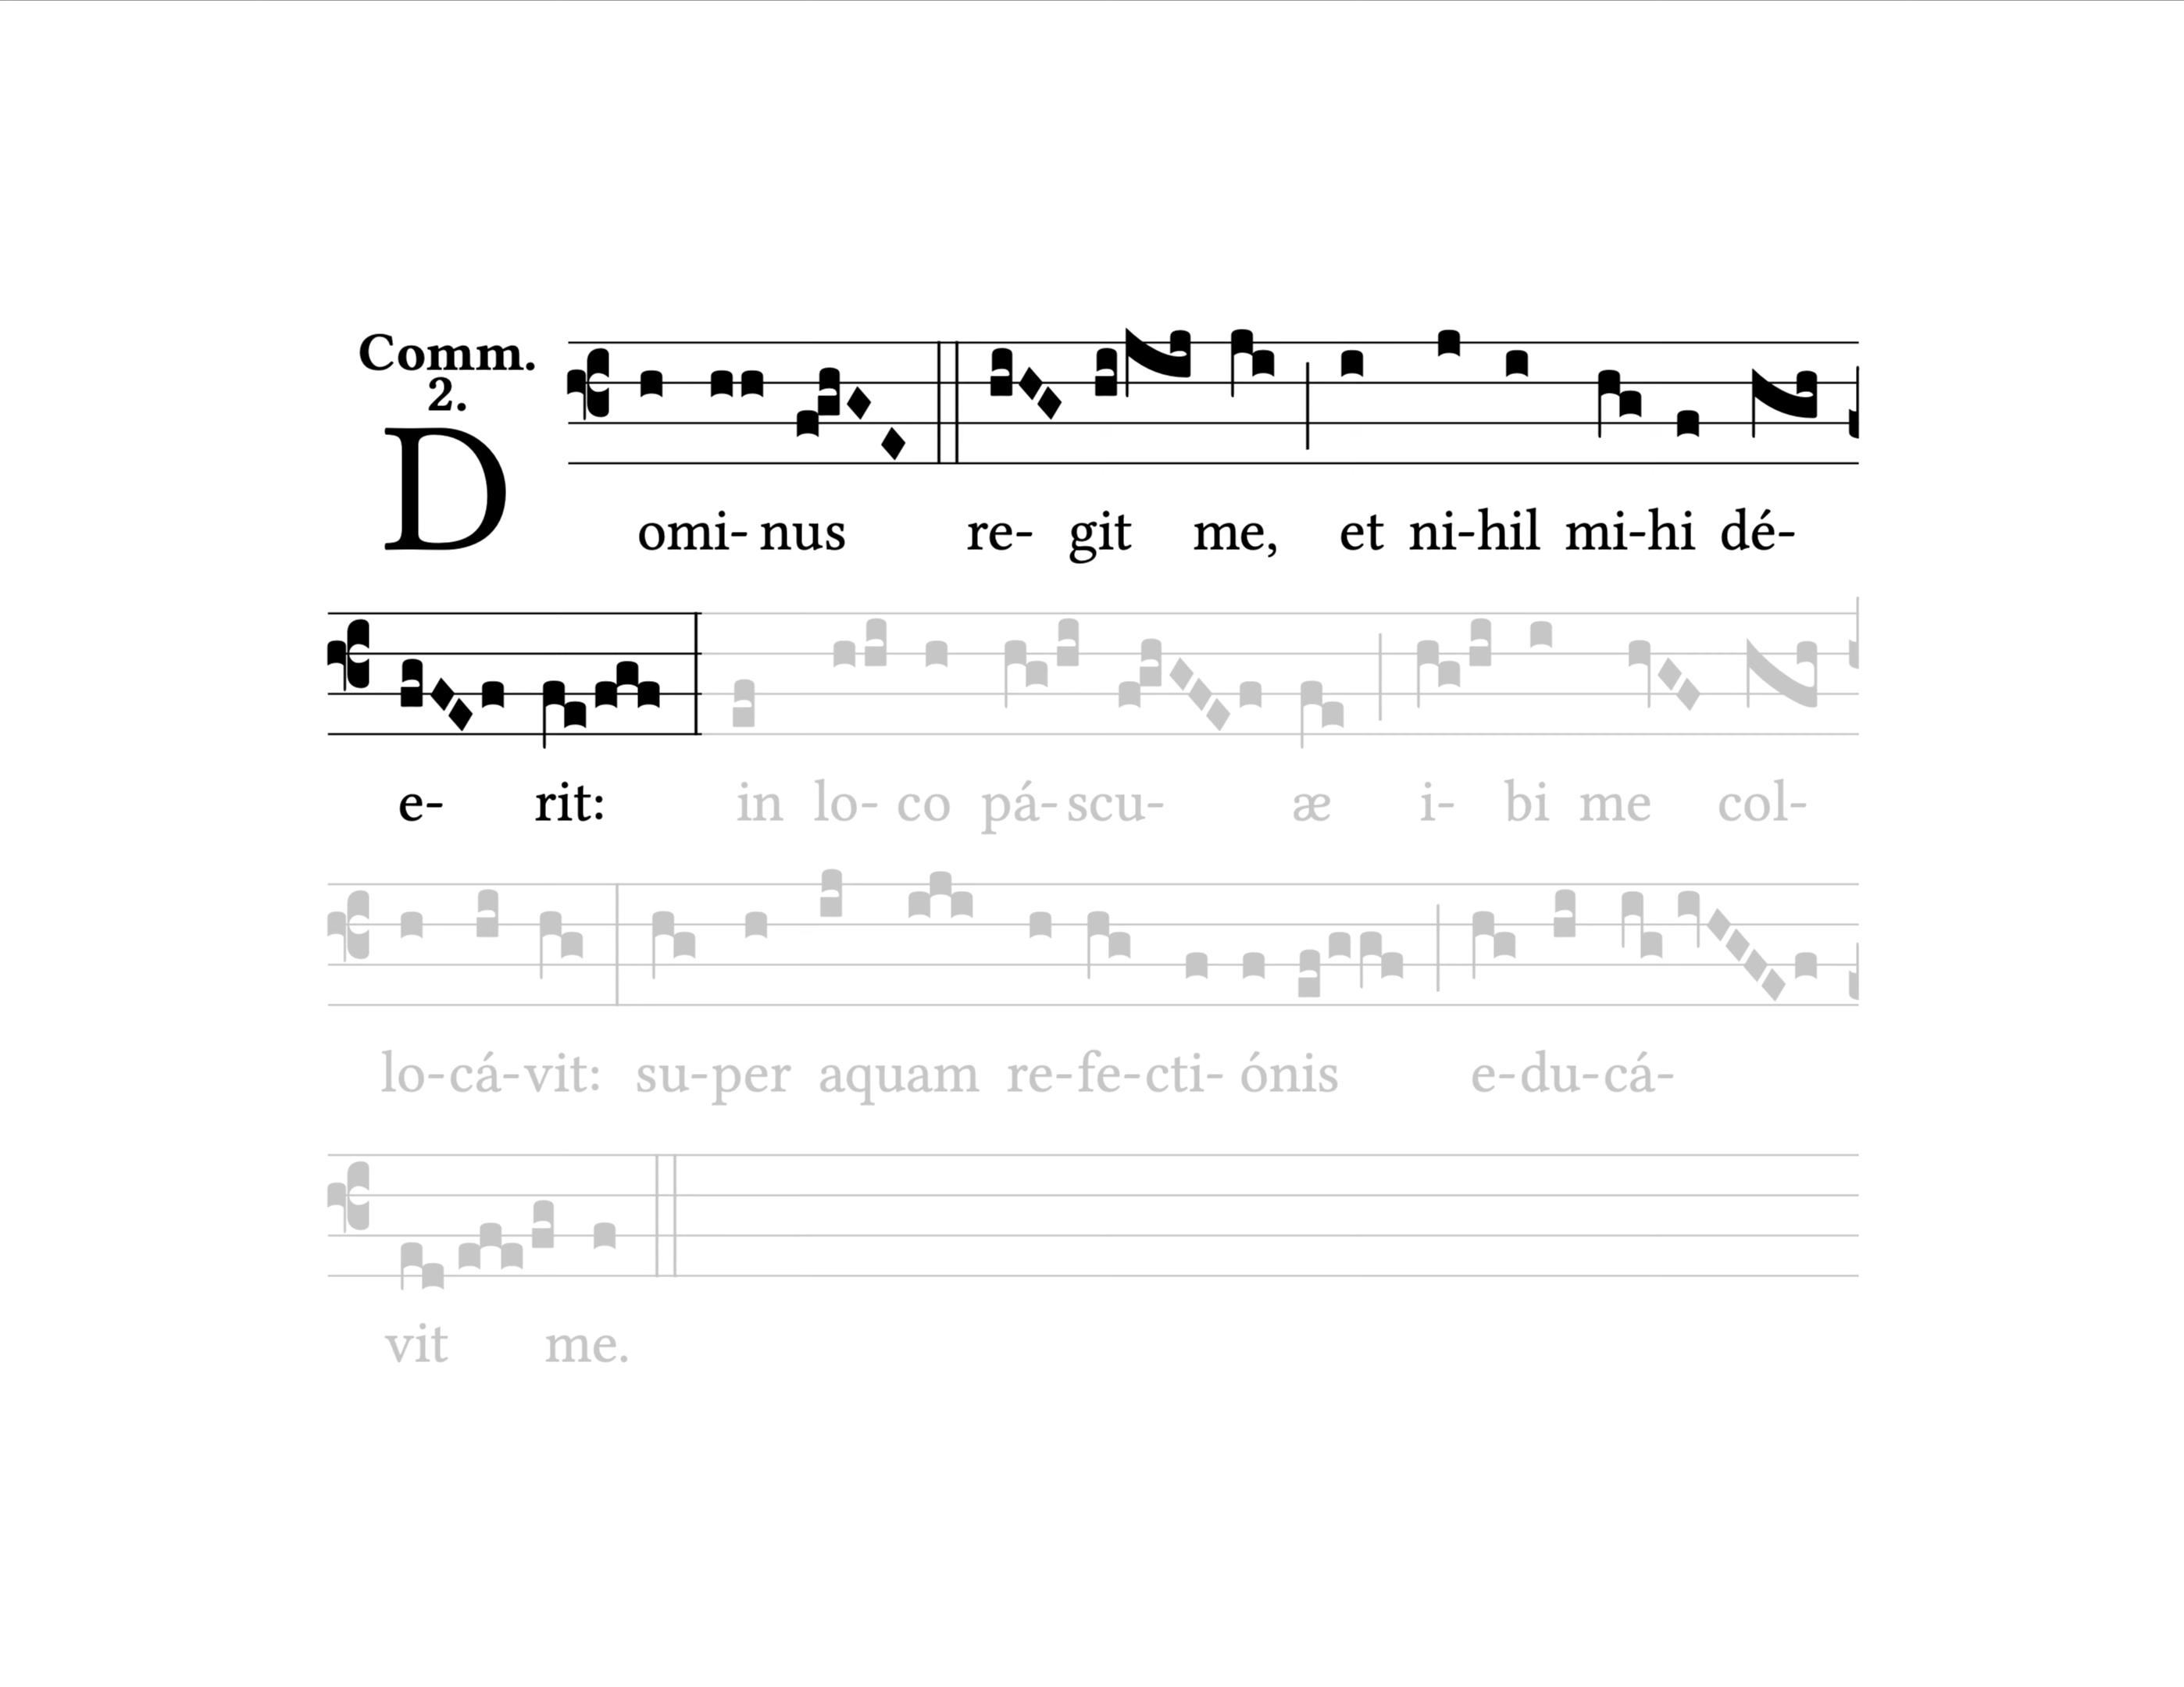 Comm.
2.
Domi- nus re- git me, et ni-hil mi-hi dé-
e- rit: in lo- co pá-scu- æ i- bi me col-
lo-cá-vit: su-per aquam re-fe-cti- ónis e-du-cá-
vit me.